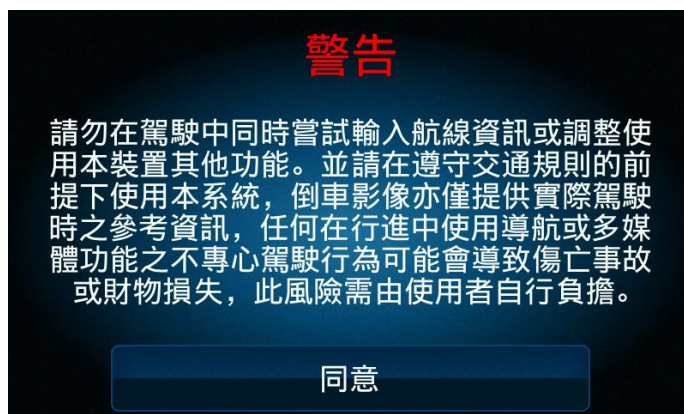 警告
請勿在駕駛中同時嘗試輸入航線資訊或調整使
用本裝置其他功能。並請在遵守交通規則的前
提下使用本系統，倒車影像亦僅提供實際駕駛
時之參考資訊，任何在行進中使用導航或多媒
體功能之不專心駕駛行為可能會導致傷亡事故
或財物損失，此風險需由使用者自行負擔。
同意